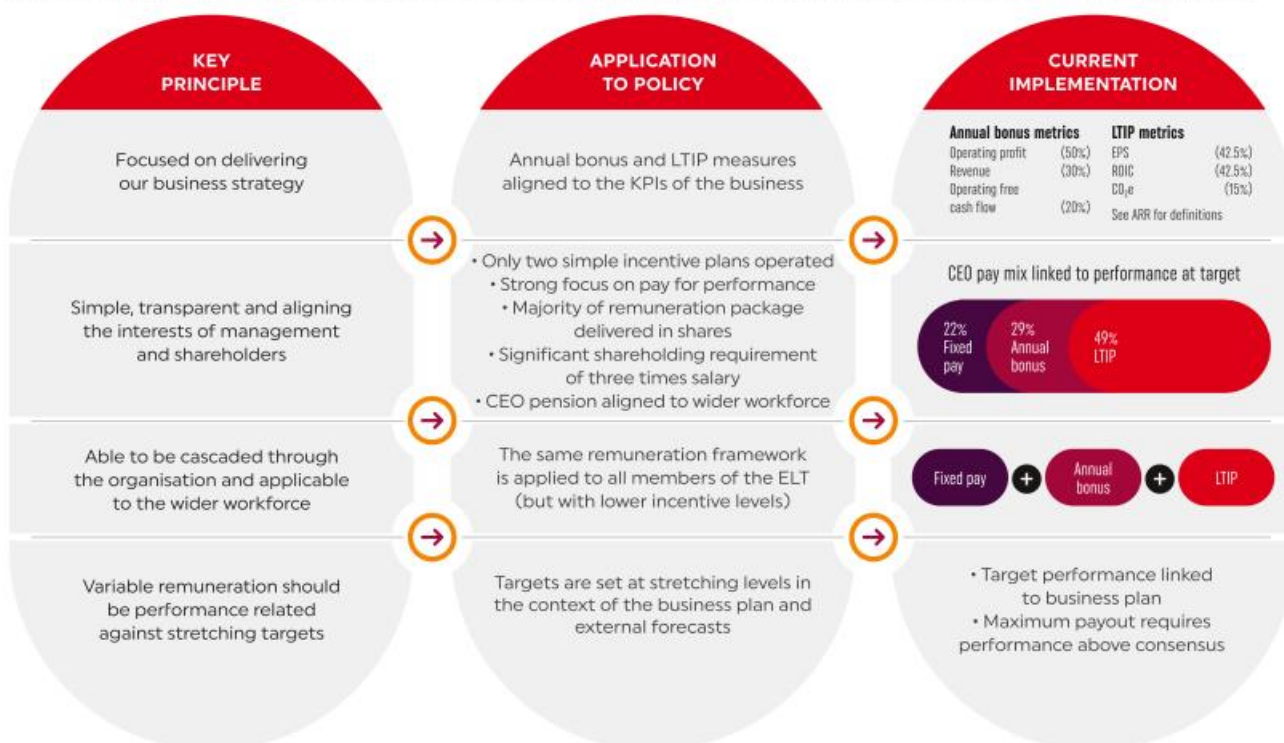 KEY
PRINCIPLE
APPLICATION
TO POLICY
CURRENT
IMPLEMENTATION
Focused on delivering
our business strategy
Annual bonus and LTIP measures
aligned to the KPIs of the business
Annual bonus metrics
Operating profit (50%)
Revenue (30%)
Operating free
cash flow (20%)
LTIP metrics
EPS (42.5%)
ROIC (42.5%)
CO₂e (15%)
See ARR for definitions
Simple, transparent and aligning
the interests of management
and shareholders
• Only two simple incentive plans operated
• Strong focus on pay for performance
• Majority of remuneration package
delivered in shares
• Significant shareholding requirement
of three times salary
• CEO pension aligned to wider workforce
CEO pay mix linked to performance at target
22%
Fixed
pay
29%
Annual
bonus
49%
LTIP
Able to be cascaded through
the organisation and applicable
to the wider workforce
The same remuneration framework
is applied to all members of the ELT
(but with lower incentive levels)
Fixed pay
+
Annual
bonus
+
LTIP
Variable remuneration should
be performance related
against stretching targets
Targets are set at stretching levels in
the context of the business plan and
external forecasts
• Target performance linked
to business plan
• Maximum payout requires
performance above consensus